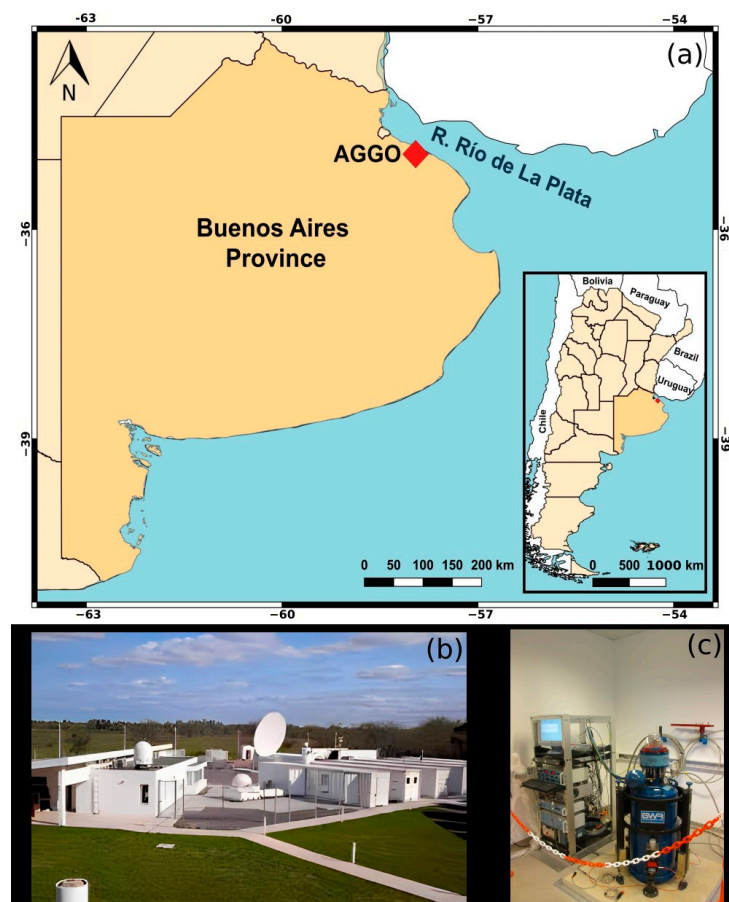 -63
-60
-57
-54
(a)
N
R. Río de La Plata
AGGO
-36
-36
Buenos Aires
Province
Bolivia
Paraguay
Brazil
Uruguay
Chile
-39
-39
0 50 100 150 200 km
0 500 1000 km
-63
-60
-57
-54
(b)
(c)
GWR